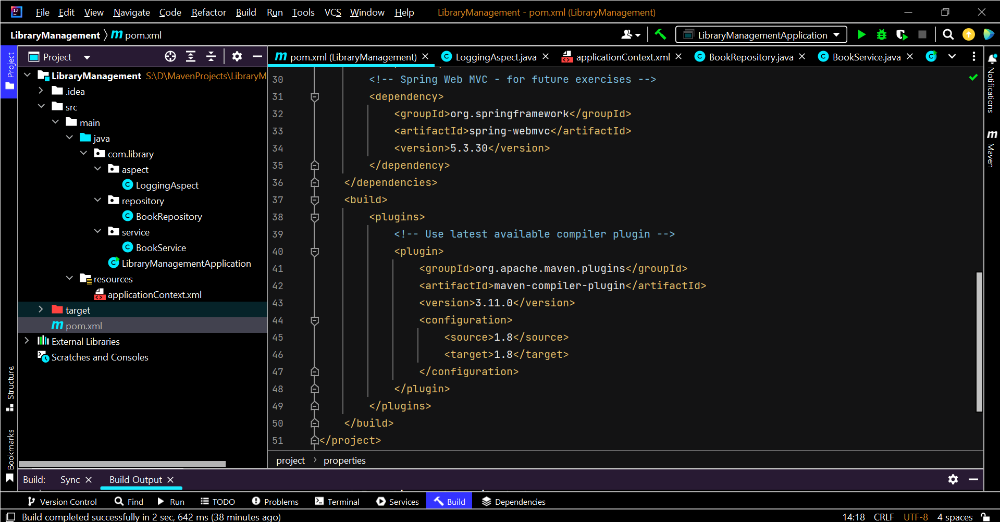 File Edit View Navigate Code Refactor Build Run Tools VCS Window Help LibraryManagement - pom.xml (LibraryManagement)
LibraryManagement pom.xml LibraryManagementApplication
Project
Project
LibraryManagement S:\D\MavenProjects\LibraryM
.idea
src
main
java
com.library
aspect
LoggingAspect
repository
BookRepository
service
BookService
LibraryManagementApplication
resources
applicationContext.xml
target
pom.xml
External Libraries
Scratches and Consoles
Structure
Bookmarks
pom.xml (LibraryManagement) LoggingAspect.java applicationContext.xml BookRepository.java BookService.java
30 <!-- Spring Web MVC - for future exercises -->
31 <dependency>
32 <groupId>org.springframework</groupId>
33 <artifactId>spring-webmvc</artifactId>
34 <version>5.3.30</version>
35 </dependency>
36 </dependencies>
37 <build>
38 <plugins>
39 <!-- Use latest available compiler plugin -->
40 <plugin>
41 <groupId>org.apache.maven.plugins</groupId>
42 <artifactId>maven-compiler-plugin</artifactId>
43 <version>3.11.0</version>
44 <configuration>
45 <source>1.8</source>
46 <target>1.8</target>
47 </configuration>
48 </plugin>
49 </plugins>
50 </build>
51 </project>
project properties
Notifications
Maven
Build: Sync Build Output
Version Control Find Run TODO Problems Terminal Services Build Dependencies
Build completed successfully in 2 sec, 642 ms (38 minutes ago) 14:18 CRLF UTF-8 4 spaces